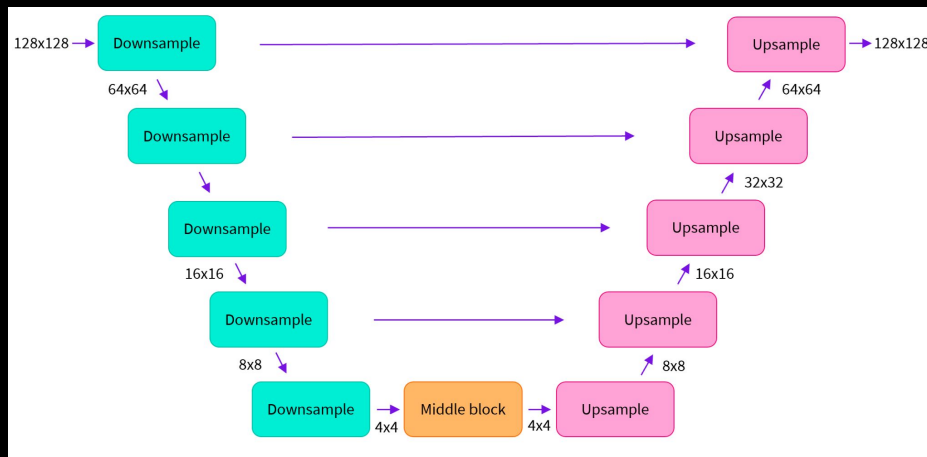 128x128
Downsample
Upsample
128x128
64x64
64x64
Downsample
Upsample
32x32
Downsample
Upsample
16x16
16x16
Downsample
Upsample
8x8
8x8
Downsample
Middle block
Upsample
4x4
4x4